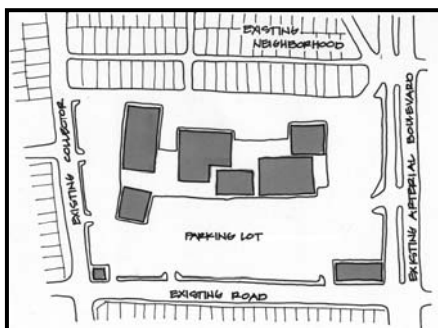 EXISTING
NEIGHBORHOOD
EXISTING COLLECTOR
EXISTING ARTERIAL BOULEVARD
PARKING LOT
EXISTING ROAD